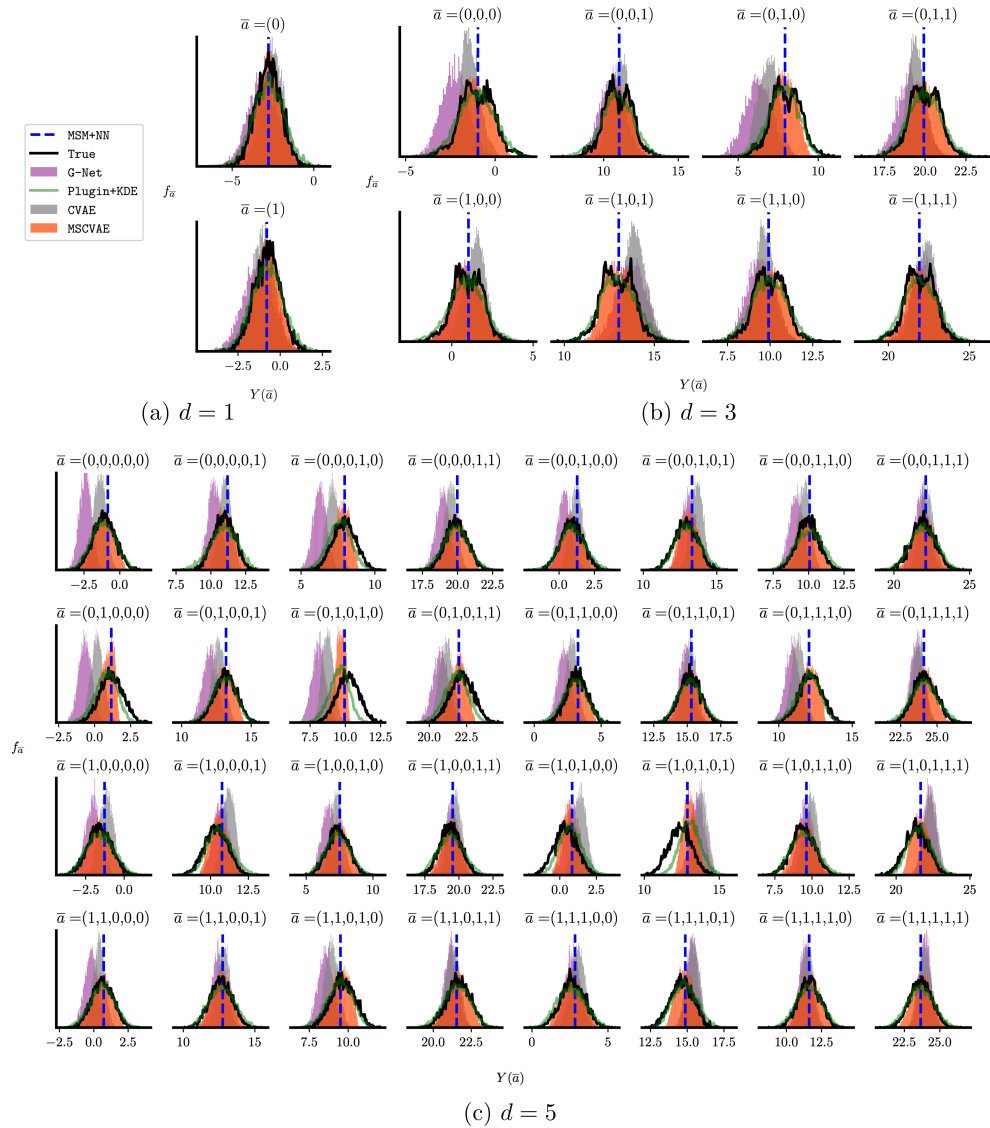 MSM+NN
True
G-Net
Plugin+KDE
CVAE
MSCVAE
a̅ =(0)
−5 0
a̅ =(1)
−2.5 0.0 2.5
f_a̅
Y(a̅)
(a) d = 1
a̅ =(0,0,0) a̅ =(0,0,1) a̅ =(0,1,0) a̅ =(0,1,1)
−5 0 10 15 5 10 17.5 20.0 22.5
f_a̅
a̅ =(1,0,0) a̅ =(1,0,1) a̅ =(1,1,0) a̅ =(1,1,1)
0 5 10 15 7.5 10.0 12.5 20 25
Y(a̅)
(b) d = 3
a̅ =(0,0,0,0,0) a̅ =(0,0,0,0,1) a̅ =(0,0,0,1,0) a̅ =(0,0,0,1,1) a̅ =(0,0,1,0,0) a̅ =(0,0,1,0,1) a̅ =(0,0,1,1,0) a̅ =(0,0,1,1,1)
−2.5 0.0 7.5 10.0 12.5 5 10 17.5 20.0 22.5 0.0 2.5 10 15 7.5 10.0 12.5 20 25
a̅ =(0,1,0,0,0) a̅ =(0,1,0,0,1) a̅ =(0,1,0,1,0) a̅ =(0,1,0,1,1) a̅ =(0,1,1,0,0) a̅ =(0,1,1,0,1) a̅ =(0,1,1,1,0) a̅ =(0,1,1,1,1)
−2.5 0.0 2.5 10 15 7.5 10.0 12.5 20.0 22.5 0 5 12.5 15.0 17.5 10 15 22.5 25.0
f_a̅
a̅ =(1,0,0,0,0) a̅ =(1,0,0,0,1) a̅ =(1,0,0,1,0) a̅ =(1,0,0,1,1) a̅ =(1,0,1,0,0) a̅ =(1,0,1,0,1) a̅ =(1,0,1,1,0) a̅ =(1,0,1,1,1)
−2.5 0.0 10.0 12.5 5 10 17.5 20.0 22.5 0.0 2.5 10 15 7.5 10.0 12.5 20 25
a̅ =(1,1,0,0,0) a̅ =(1,1,0,0,1) a̅ =(1,1,0,1,0) a̅ =(1,1,0,1,1) a̅ =(1,1,1,0,0) a̅ =(1,1,1,0,1) a̅ =(1,1,1,1,0) a̅ =(1,1,1,1,1)
−2.5 0.0 2.5 10 15 7.5 10.0 20.0 22.5 0 5 12.5 15.0 17.5 10.0 12.5 22.5 25.0
Y(a̅)
(c) d = 5